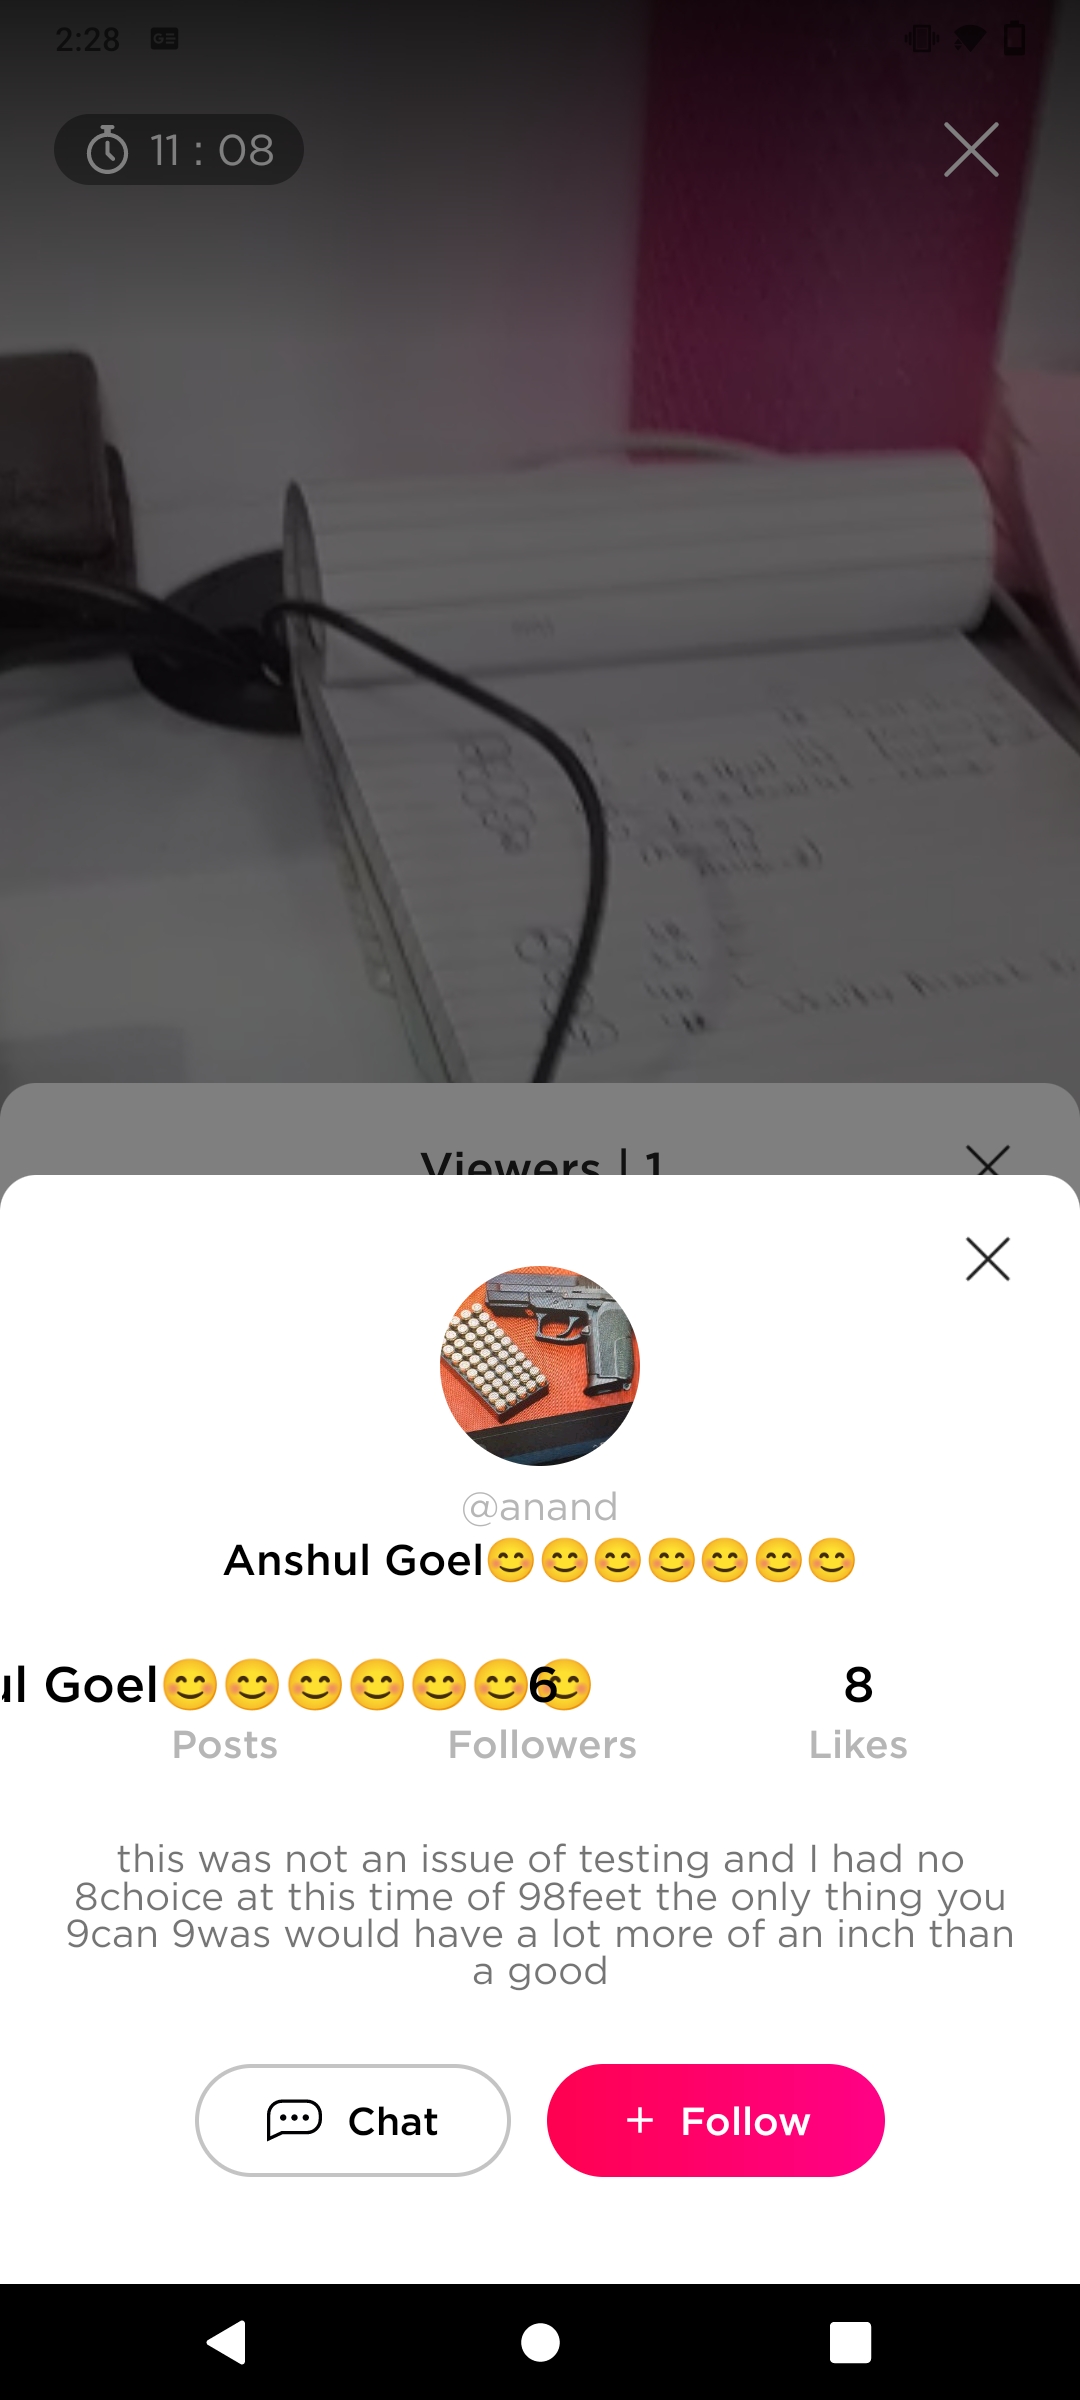 2:28
11 : 08
Viewers | 1
@anand
Anshul Goel😊😊😊😊😊😊😊
ul Goel😊😊😊😊😊😊😊 6 8
Posts Followers Likes
this was not an issue of testing and I had no
8choice at this time of 98feet the only thing you
9can 9was would have a lot more of an inch than
a good
Chat + Follow